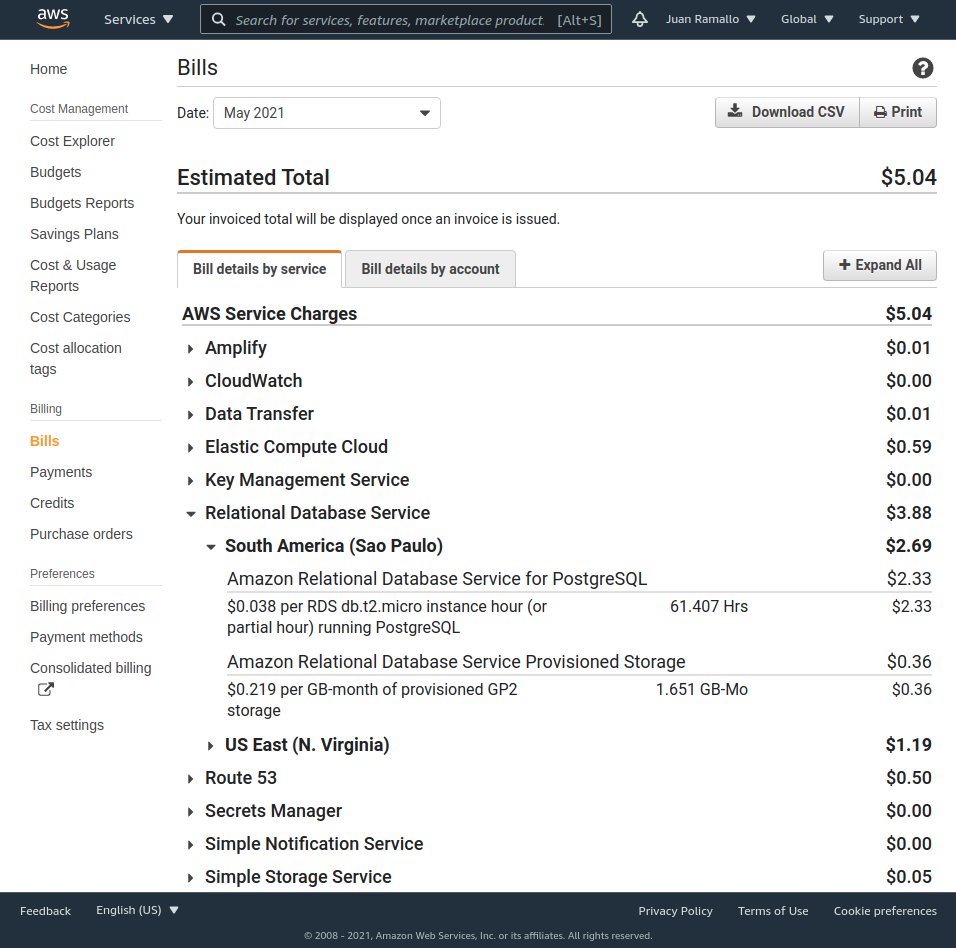 aws Services Search for services, features, marketplace product [Alt+S] Juan Ramallo Global Support
Home
Cost Management
Cost Explorer
Budgets
Budgets Reports
Savings Plans
Cost & Usage
Reports
Cost Categories
Cost allocation
tags
Billing
Bills
Payments
Credits
Purchase orders
Preferences
Billing preferences
Payment methods
Consolidated billing
Tax settings
Bills ?
Date: May 2021 Download CSV Print
Estimated Total $5.04
Your invoiced total will be displayed once an invoice is issued.
Bill details by service Bill details by account + Expand All
AWS Service Charges $5.04
Amplify $0.01
CloudWatch $0.00
Data Transfer $0.01
Elastic Compute Cloud $0.59
Key Management Service $0.00
Relational Database Service $3.88
South America (Sao Paulo) $2.69
Amazon Relational Database Service for PostgreSQL $2.33
$0.038 per RDS db.t2.micro instance hour (or 61.407 Hrs $2.33
partial hour) running PostgreSQL
Amazon Relational Database Service Provisioned Storage $0.36
$0.219 per GB-month of provisioned GP2 1.651 GB-Mo $0.36
storage
US East (N. Virginia) $1.19
Route 53 $0.50
Secrets Manager $0.00
Simple Notification Service $0.00
Simple Storage Service $0.05
Feedback English (US) Privacy Policy Terms of Use Cookie preferences
© 2008 - 2021, Amazon Web Services, Inc. or its affiliates. All rights reserved.